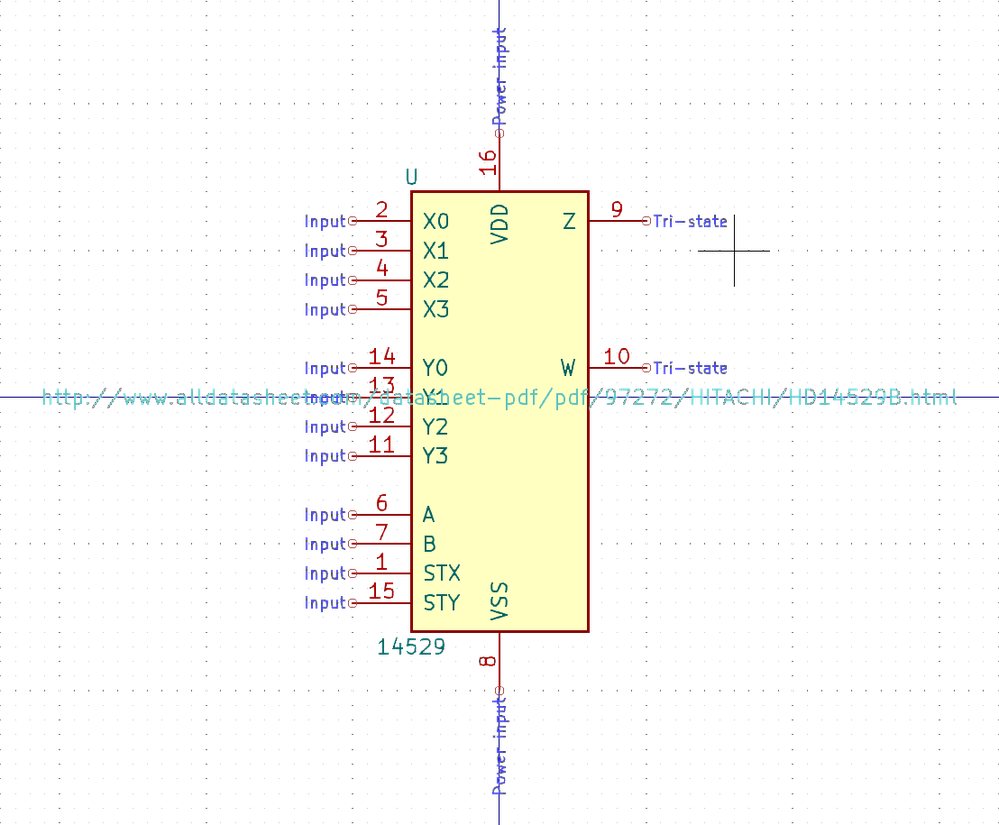 Power input
16
U
Input 2 X0 VDD Z 9 Tri-state
Input 3 X1
Input 4 X2
Input 5 X3
Input 14 Y0 W 10 Tri-state
Input 13 Y1
http://www.alldatasheet.com/datasheet-pdf/pdf/97272/HITACHI/HD14529B.html
Input 12 Y2
Input 11 Y3
Input 6 A
Input 7 B
Input 1 STX
Input 15 STY VSS
14529
8
Power input